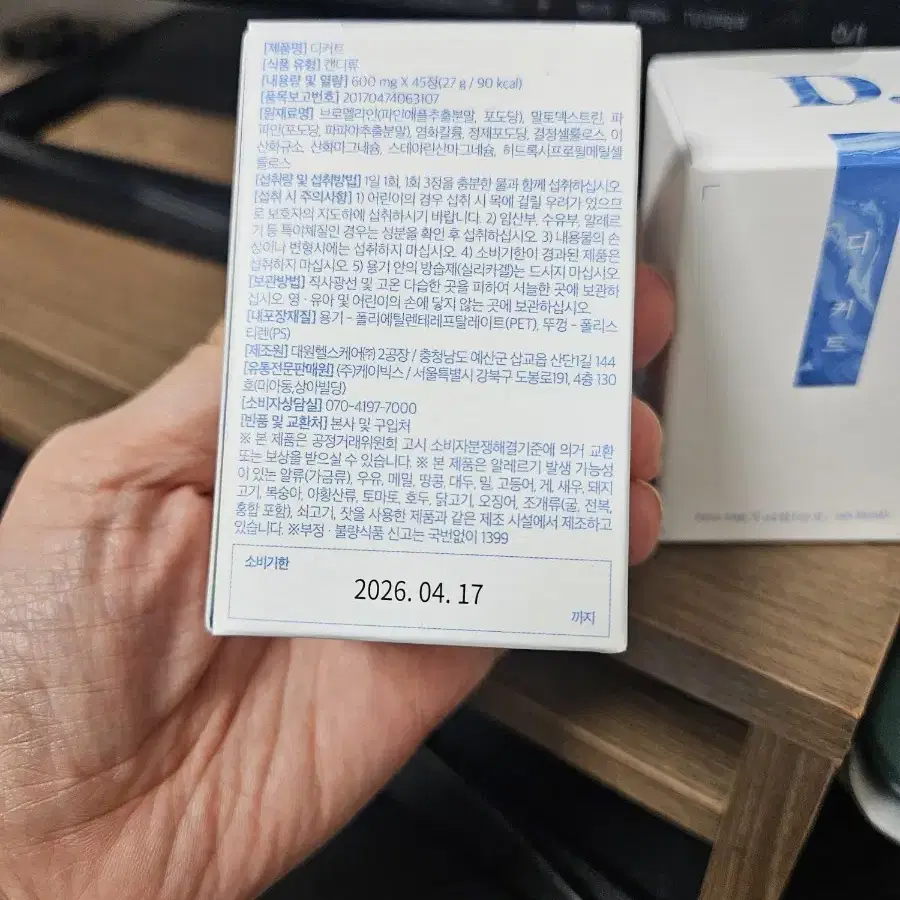 [제품명] 디커트
[식품 유형] 캔디류
[내용량 및 열량] 600 mg X 45정(27 g / 90 kcal)
[품목보고번호] 20170474063107
[원재료명] 브로멜라인(파인애플추출분말, 포도당), 말토덱스트린, 파
파인(포도당, 파파야추출분말), 염화칼륨, 정제포도당, 결정셀룰로스, 이
산화규소, 산화마그네슘, 스테아린산마그네슘, 히드록시프로필메틸셀
룰로스
[섭취량 및 섭취방법] 1일 1회, 1회 3정을 충분한 물과 함께 섭취하십시오
[섭취 시 주의사항] 1) 어린이의 경우 섭취 시 목에 걸릴 우려가 있으므
로 보호자의 지도하에 섭취하시기 바랍니다. 2) 임산부, 수유부, 알레르
기 등 특이체질인 경우는 성분을 확인 후 섭취하십시오. 3) 내용물의 손
상이나 변형시에는 섭취하지 마십시오. 4) 소비기한이 경과된 제품은
섭취하지 마십시오. 5) 용기 안의 방습제(실리카겔)는 드시지 마십시오
[보관방법] 직사광선 및 고온 다습한 곳을 피하여 서늘한 곳에 보관하
십시오. 영·유아 및 어린이의 손에 닿지 않는 곳에 보관하십시오.
[내포장재질] 용기 - 폴리에틸렌테레프탈레이트(PET), 뚜껑 - 폴리스
티렌(PS)
[제조원] 대원헬스케어㈜ 2공장 / 충청남도 예산군 삽교읍 산단1길 144
[유통전문판매원] (주)케이빅스 / 서울특별시 강북구 도봉로191, 4층 130
호(미아동,상아빌딩)
[소비자상담실] 070-4197-7000
[반품 및 교환처] 본사 및 구입처
※ 본 제품은 공정거래위원회 고시 소비자분쟁해결기준에 의거 교환
또는 보상을 받으실 수 있습니다. ※ 본 제품은 알레르기 발생 가능성
이 있는 알류(가금류), 우유, 메밀, 땅콩, 대두, 밀, 고등어, 게, 새우, 돼지
고기, 복숭아, 아황산류, 토마토, 호두, 닭고기, 오징어, 조개류(굴, 전복,
홍합 포함), 쇠고기, 잣을 사용한 제품과 같은 제조 시설에서 제조하고
있습니다. ※부정·불량식품 신고는 국번없이 1399
소비기한
2026. 04. 17
까지
디커트